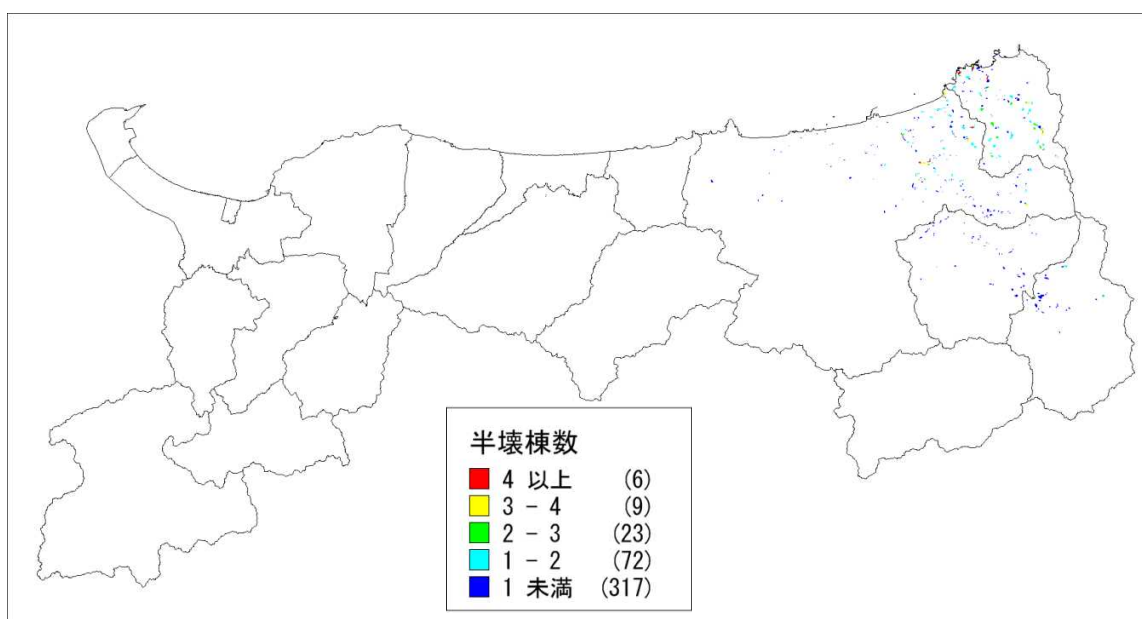 半壊棟数
4 以上 (6)
3 - 4 (9)
2 - 3 (23)
1 - 2 (72)
1 未満 (317)